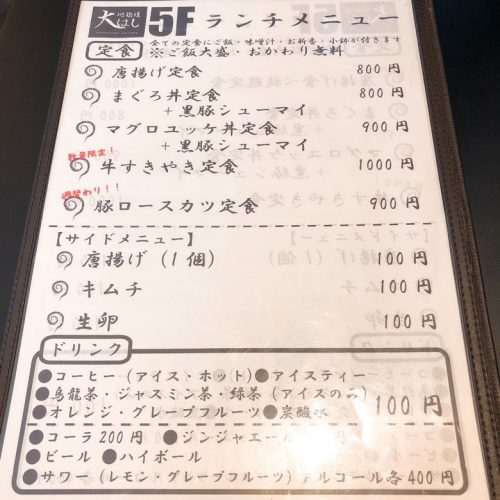 大はし 5F ランチメニュー
全ての定食にご飯・味噌汁・お新香・小鉢が付きます
定食 ※ご飯大盛・おかわり無料
唐揚げ定食 800円
まぐろ丼定食 800円
+黒豚シューマイ
マグロユッケ丼定食 900円
+黒豚シューマイ
数量限定!
牛すきやき定食 1000円
週替わり!!
豚ロースカツ定食 900円
【サイドメニュー】
唐揚げ(1個) 100円
キムチ 100円
生卵 100円
ドリンク
●コーヒー(アイス・ホット)●アイスティー
●烏龍茶・ジャスミン茶・緑茶(アイスのみ)
●オレンジ・グレープフルーツ●炭酸水 100円
●コーラ200円 ●ジンジャエール
●ビール ●ハイボール
●サワー(レモン・グレープフルーツ)アルコール各400円